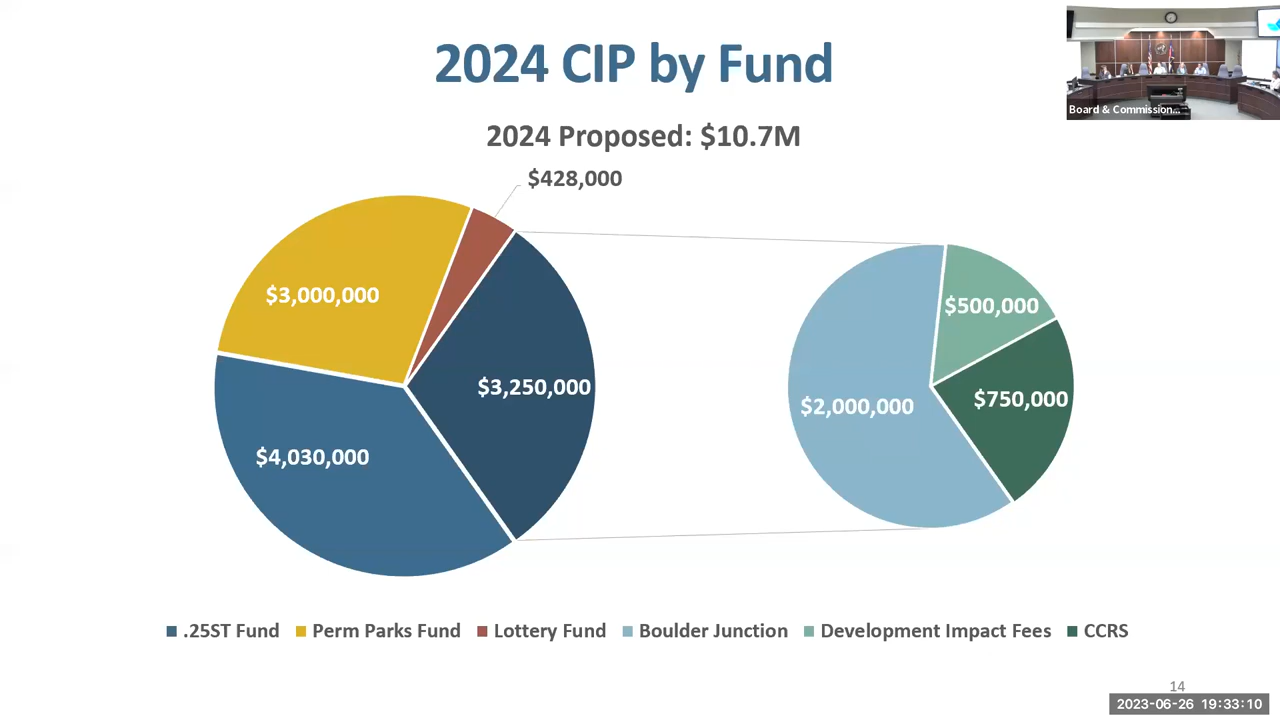 2024 CIP by Fund
Board & Commission...
2024 Proposed: $10.7M
$428,000
$3,000,000
$500,000
$3,250,000
$750,000
$2,000,000
$4,030,000
.25ST Fund Perm Parks Fund Lottery Fund Boulder Junction Development Impact Fees CCRS
14
2023-06-26 19:33:10